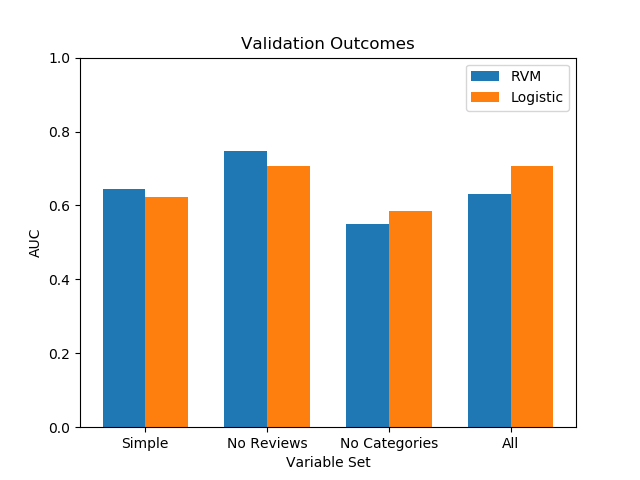 Validation Outcomes
RVM
Logistic
1.0
0.8
0.6
0.4
0.2
0.0
AUC
Simple
No Reviews
No Categories
All
Variable Set